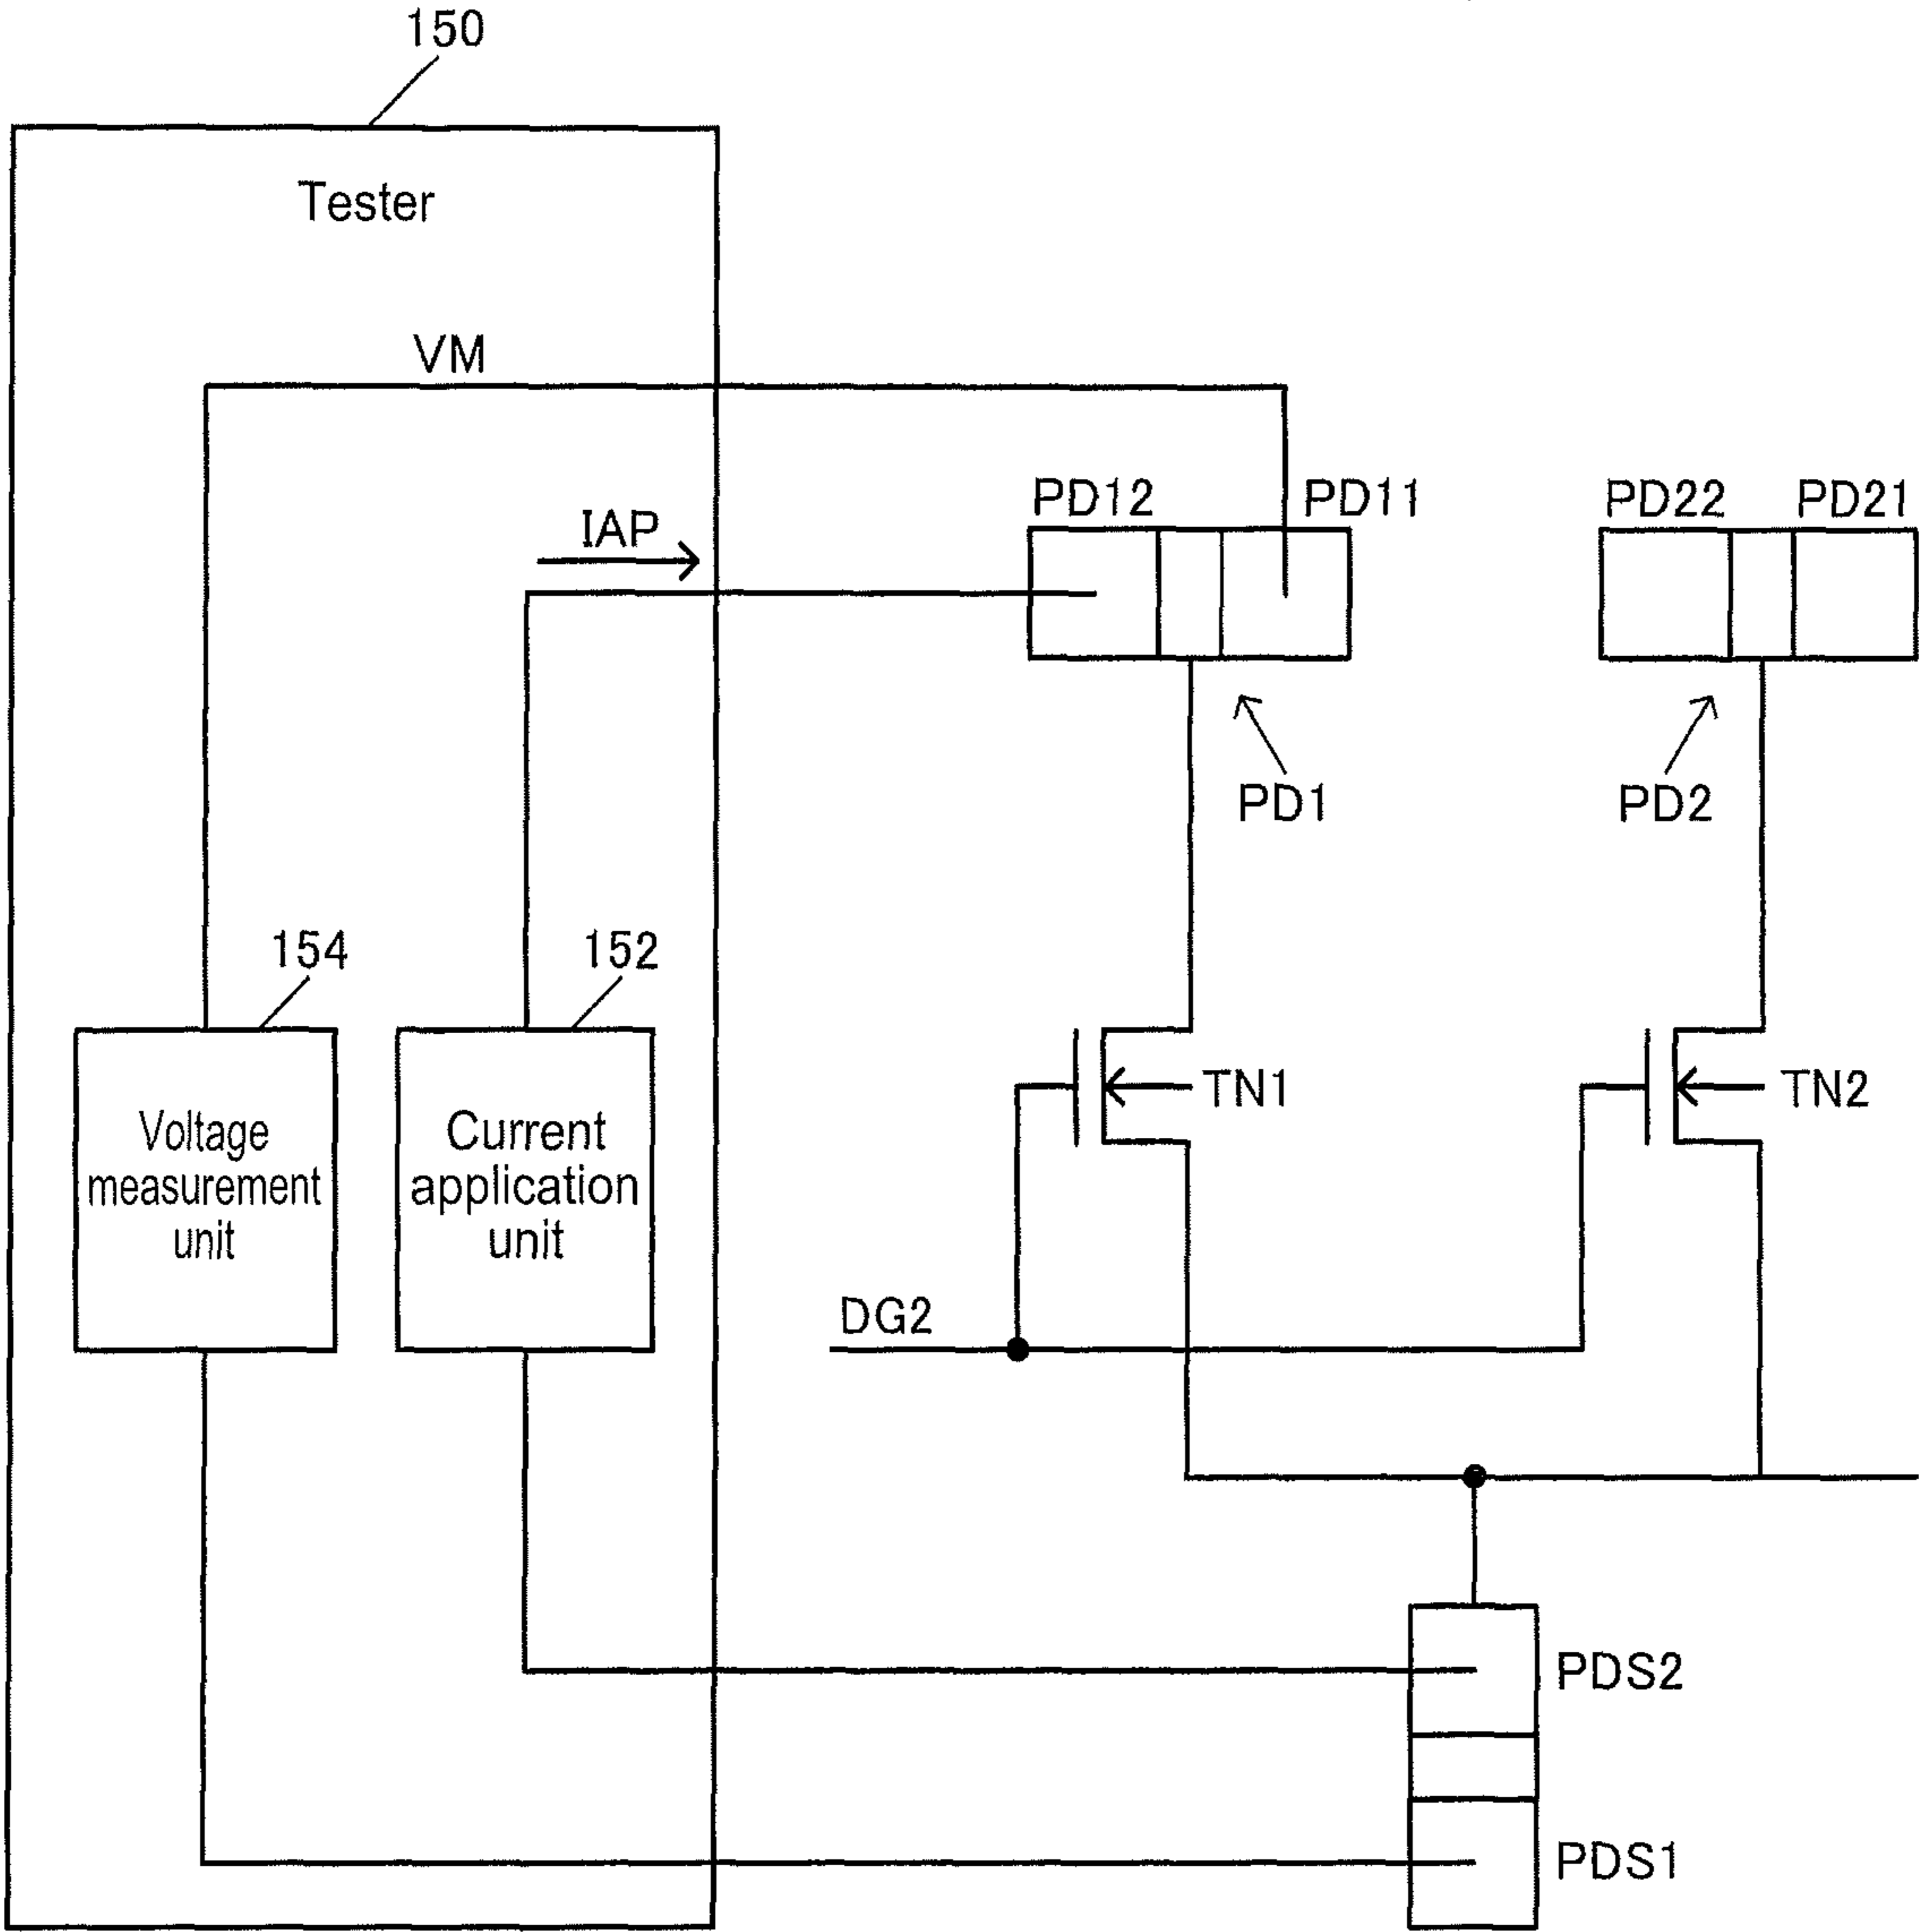 150
Tester
VM
PD12
PD11
PD22
PD21
IAP
PD1
PD2
154
152
Voltage
measurement
unit
Current
application
unit
TN1
TN2
DG2
PDS2
PDS1